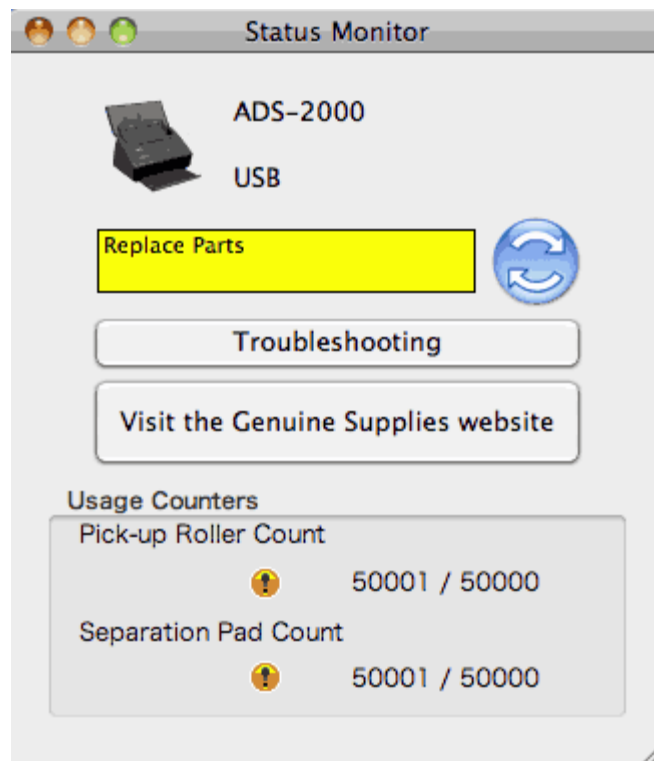 Status Monitor
ADS-2000
USB
Replace Parts
Troubleshooting
Visit the Genuine Supplies website
Usage Counters
Pick-up Roller Count
50001 / 50000
Separation Pad Count
50001 / 50000